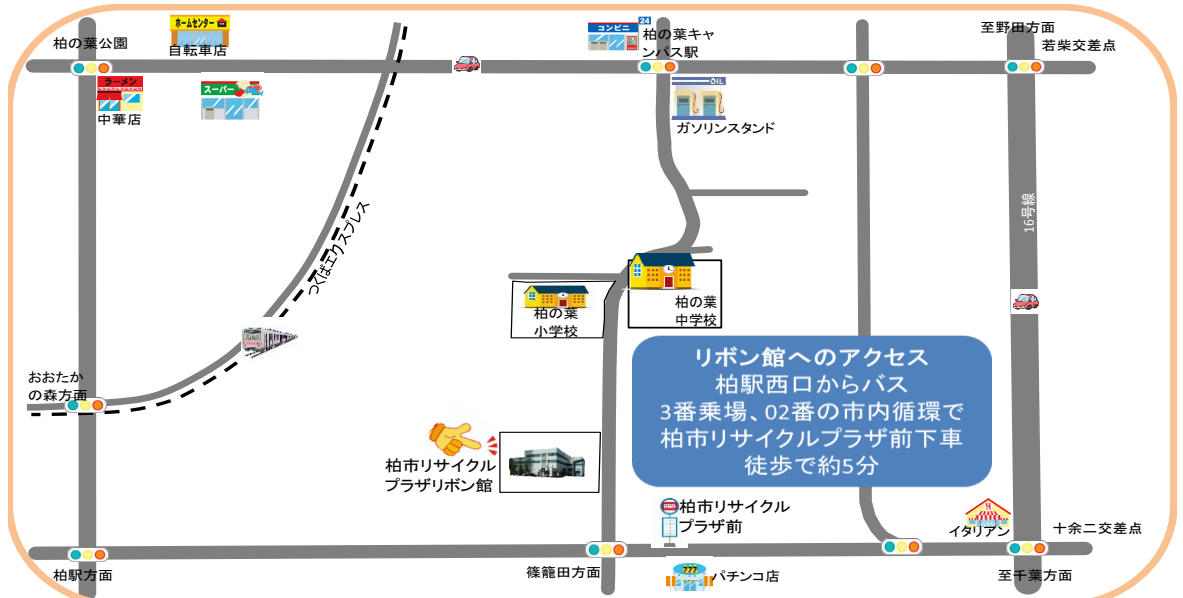 ホームセンター
自転車店
柏の葉公園
ラーメン
中華店
スーパー
コンビニ
24
柏の葉キャ
ンパス駅
OIL
ガソリンスタンド
至野田方面
若柴交差点
16号線
つくばエクスプレス
柏の葉
小学校
柏の葉
中学校
リボン館へのアクセス
柏駅西口からバス
3番乗場、02番の市内循環で
柏市リサイクルプラザ前下車
徒歩で約5分
おおたか
の森方面
柏市リサイクル
プラザリボン館
柏市リサイクル
プラザ前
イタリアン
十余二交差点
柏駅方面
篠籠田方面
777
パチンコ店
至千葉方面